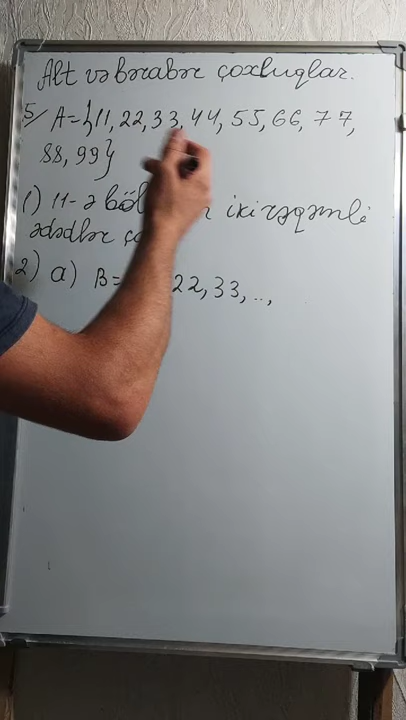 Alt və bərabər çoxluqlar.
5/ A={11, 22, 33, 44, 55, 66, 77,
88, 99}
1) 11-ə ikirəqəmli
ədədlər
2) a) B= 22, 33, ..,